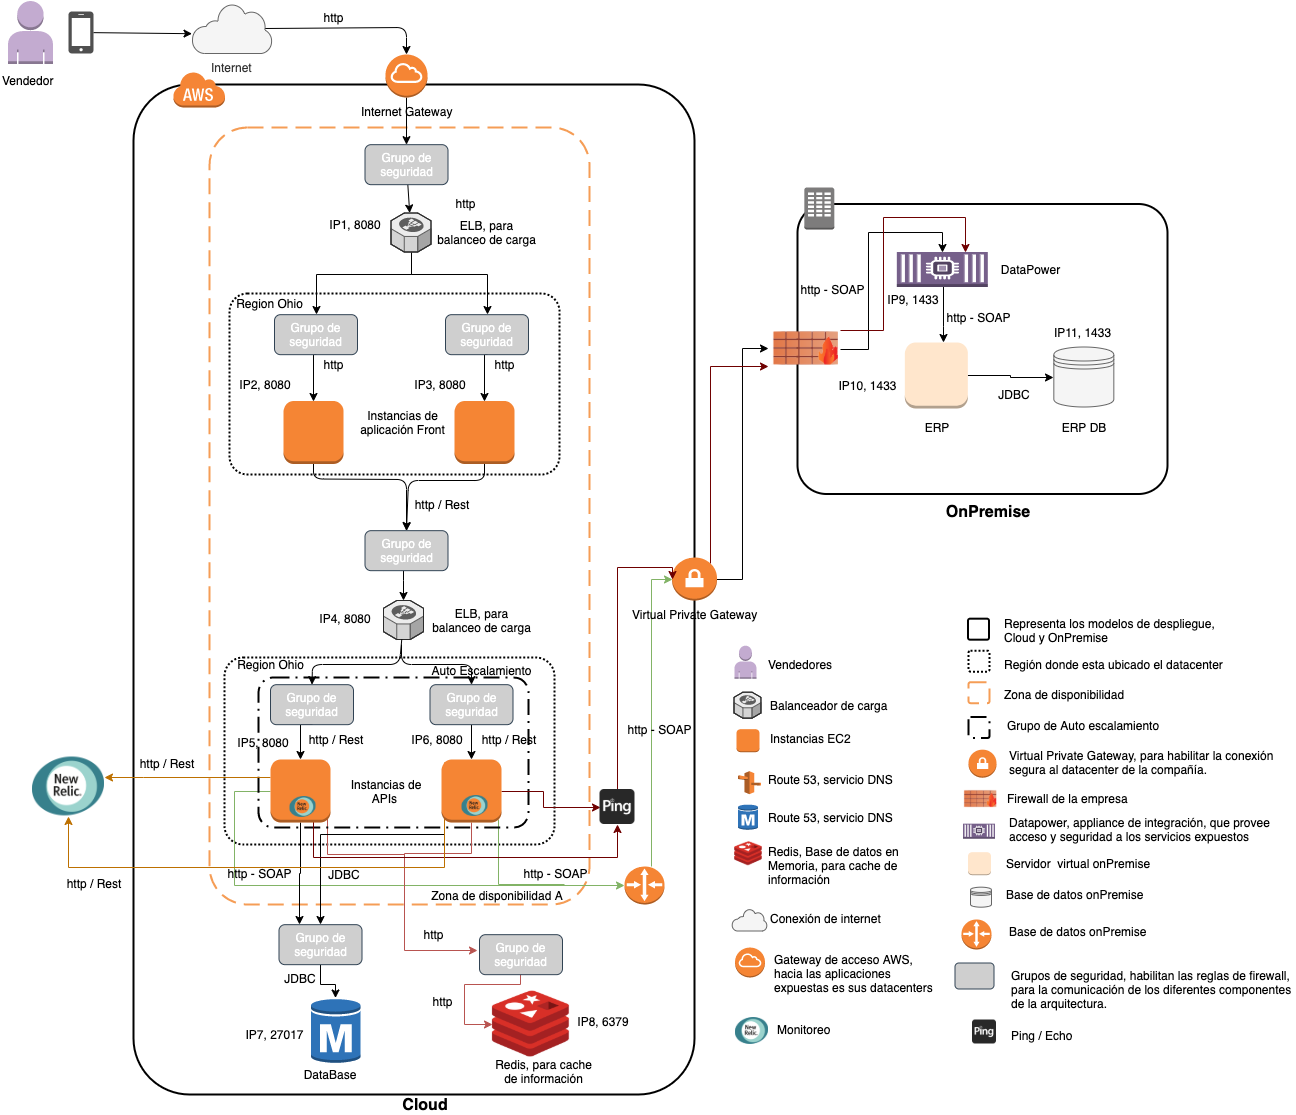 Vendedor
http
Internet
AWS
Internet Gateway
Grupo de
seguridad
http
IP1, 8080
ELB, para
balanceo de carga
Region Ohio
Grupo de
seguridad
Grupo de
seguridad
http
http
IP2, 8080
IP3, 8080
Instancias de
aplicación Front
http / Rest
Grupo de
seguridad
IP4, 8080
ELB, para
balanceo de carga
Region Ohio
Auto Escalamiento
Grupo de
seguridad
Grupo de
seguridad
IP5, 8080
http / Rest
IP6, 8080
http / Rest
Instancias de
APIs
New Relic
New Relic
http / Rest
New
Relic.
http / Rest
Ping
http - SOAP
JDBC
http - SOAP
Zona de disponibilidad A
Grupo de
seguridad
http
Grupo de
seguridad
JDBC
http
IP7, 27017
M
DataBase
IP8, 6379
Redis, para cache
de información
Cloud
Virtual Private Gateway
http - SOAP
http - SOAP
DataPower
IP9, 1433
http - SOAP
IP10, 1433
IP11, 1433
JDBC
ERP
ERP DB
OnPremise
Vendedores
Balanceador de carga
Instancias EC2
Route 53, servicio DNS
M
Route 53, servicio DNS
Redis, Base de datos en
Memoria, para cache de
información
Conexión de internet
Gateway de acceso AWS,
hacia las aplicaciones
expuestas es sus datacenters
New
Relic.
Monitoreo
Representa los modelos de despliegue,
Cloud y OnPremise
Región donde esta ubicado el datacenter
Zona de disponibilidad
Grupo de Auto escalamiento
Virtual Private Gateway, para habilitar la conexión
segura al datacenter de la compañía.
Firewall de la empresa
Datapower, appliance de integración, que provee
acceso y seguridad a los servicios expuestos
Servidor virtual onPremise
Base de datos onPremise
Base de datos onPremise
Grupos de seguridad, habilitan las reglas de firewall,
para la comunicación de los diferentes componentes
de la arquitectura.
Ping
Ping / Echo